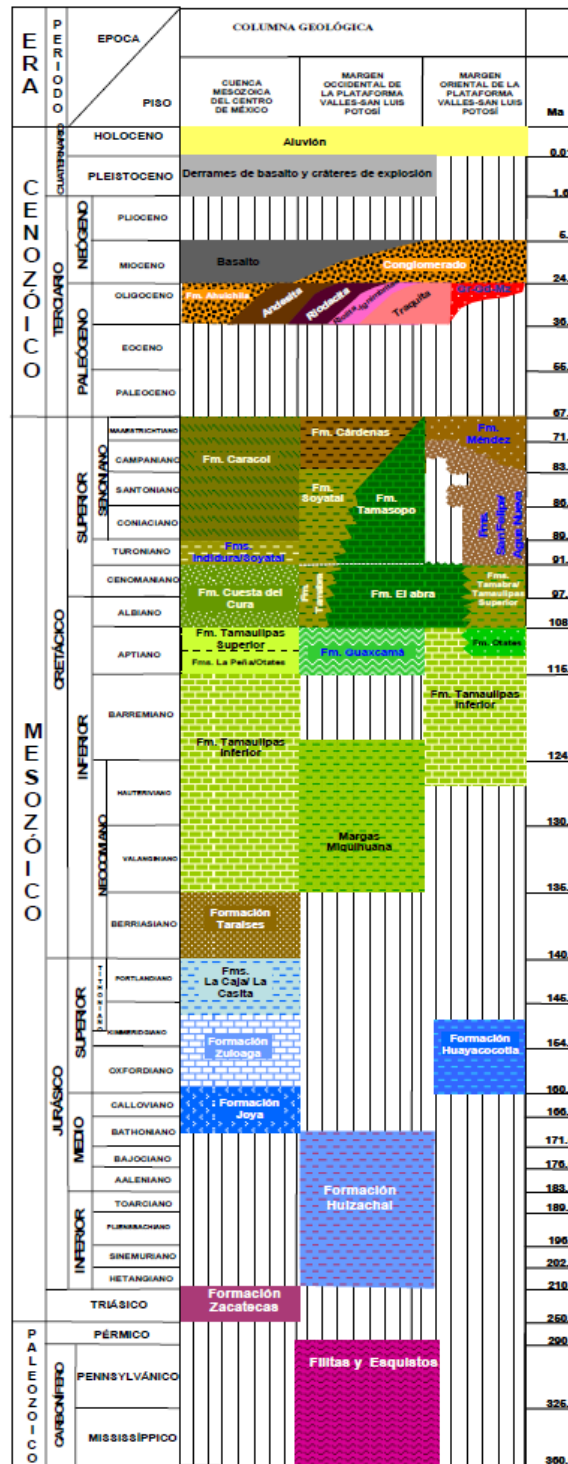 COLUMNA GEOLÓGICA
ERA
PERIODO
EPOCA
PISO
CUENCA
MESOZOICA
DEL CENTRO
DE MÉXICO
MARGEN
OCCIDENTAL DE
LA PLATAFORMA
VALLES-SAN LUIS
POTOSÍ
MARGEN
ORIENTAL DE LA
PLATAFORMA
VALLES-SAN LUIS
POTOSÍ
Ma
CENOZÓICO
CUATERNARIO
HOLOCENO
Aluvión
0.01
PLEISTOCENO
Derrames de basalto y cráteres de explosión
1.6
TERCIARIO
NEÓGENO
PLIOCENO
5.
MIOCENO
Basalto
Conglomerado
24.
PALEÓGENO
OLIGOCENO
Fm. Ahuichila
Andesita
Riodacita
Traquita
36.
EOCENO
PALEOCENO
67.
MESOZÓICO
CRETÁCICO
SUPERIOR
SENONIANO
MAAESTRICHTIANO
Fm. Cárdenas
Fm.
Méndez
71.
CAMPANIANO
Fm. Caracol
83.
SANTONIANO
Fm.
Soyatal
Fm.
Tamasopo
Fms.
San Felipe/
Agua Nueva
86.
CONIACIANO
89.
TURONIANO
Fms.
Indidura/Soyatal
91.
CENOMANIANO
Fm. Cuesta del
Cura
Fm.
Fm. El abra
Fms.
Tamabra/
Tamaulipas
Superior
97.
INFERIOR
ALBIANO
108
APTIANO
Fm. Tamaulipas
Superior
Fms. La Peña/Otates
Fm. Guaxcamá
Fm. Otates
116.
BARREMIANO
Fm. Tamaulipas
Inferior
Fm. Tamaulipas
Inferior
124.
NEOCOMIANO
HAUTERIVIANO
130.
VALANGINIANO
Margas
Miquihuana
135.
BERRIASIANO
Formación
Taraises
140.
JURÁSICO
SUPERIOR
TITHONIANO
PORTLANDIANO
Fms.
La Caja/ La
Casita
145.
KIMMERIDGIANO
Formación
Zuloaga
Formación
Huayacocotla
154.
OXFORDIANO
160.
MEDIO
CALLOVIANO
Formación
Joya
166.
BATHONIANO
171.
BAJOCIANO
176.
AALENIANO
183.
INFERIOR
TOARCIANO
Formación
Huizachal
189.
PLIENSBACHIANO
196
SINEMURIANO
202.
HETANGIANO
210
TRIÁSICO
Formación
Zacatecas
250.
PALEOZOICO
PÉRMICO
290
CARBONÍFERO
PENNSYLVÁNICO
Filitas y Esquistos
325.
MISSISSÍPPICO
360.